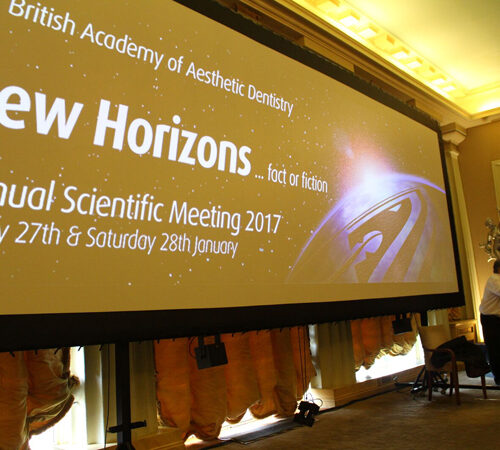 British Academy of Aesthetic Dentistry
ew Horizons... fact or fiction
nual Scientific Meeting 2017
y 27th & Saturday 28th January